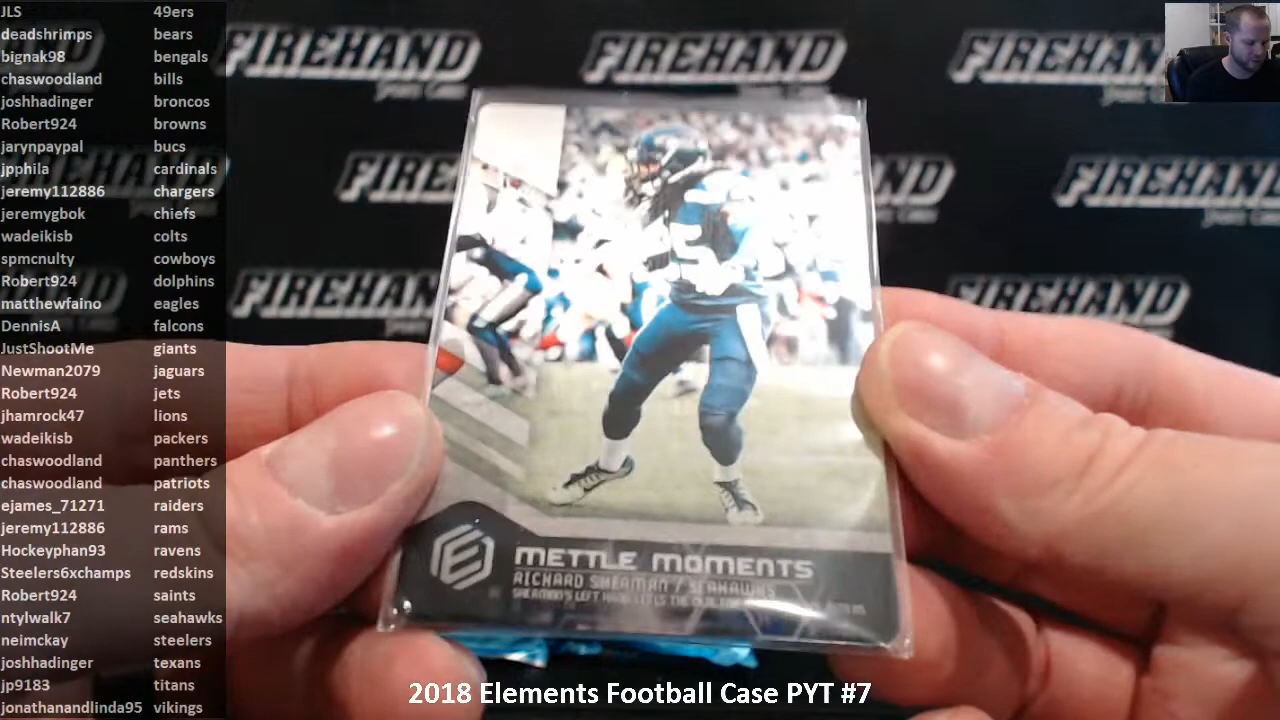 JLS 49ers
deadshrimps bears
bignak98 bengals
chaswoodland bills
joshhadinger broncos
Robert924 browns
jarynpaypal bucs
jpphila cardinals
jeremy112886 chargers
jeremygbok chiefs
wadeikisb colts
spmcnulty cowboys
Robert924 dolphins
matthewfaino eagles
DennisA falcons
JustShootMe giants
Newman2079 jaguars
Robert924 jets
jhamrock47 lions
wadeikisb packers
chaswoodland panthers
chaswoodland patriots
ejames_71271 raiders
jeremy112886 rams
Hockeyphan93 ravens
Steelers6xchamps redskins
Robert924 saints
ntylwalk7 seahawks
neimckay steelers
joshhadinger texans
jp9183 titans
jonathanandlinda95 vikings
FIREHAND FIREHAND FIREHAND
FIREHAND
FIREHAND
FIREHAND FIREHAND
METTLE MOMENTS
RICHARD SHERMAN / SEAHAWKS
SHERMAN'S LEFT
2018 Elements Football Case PYT #7